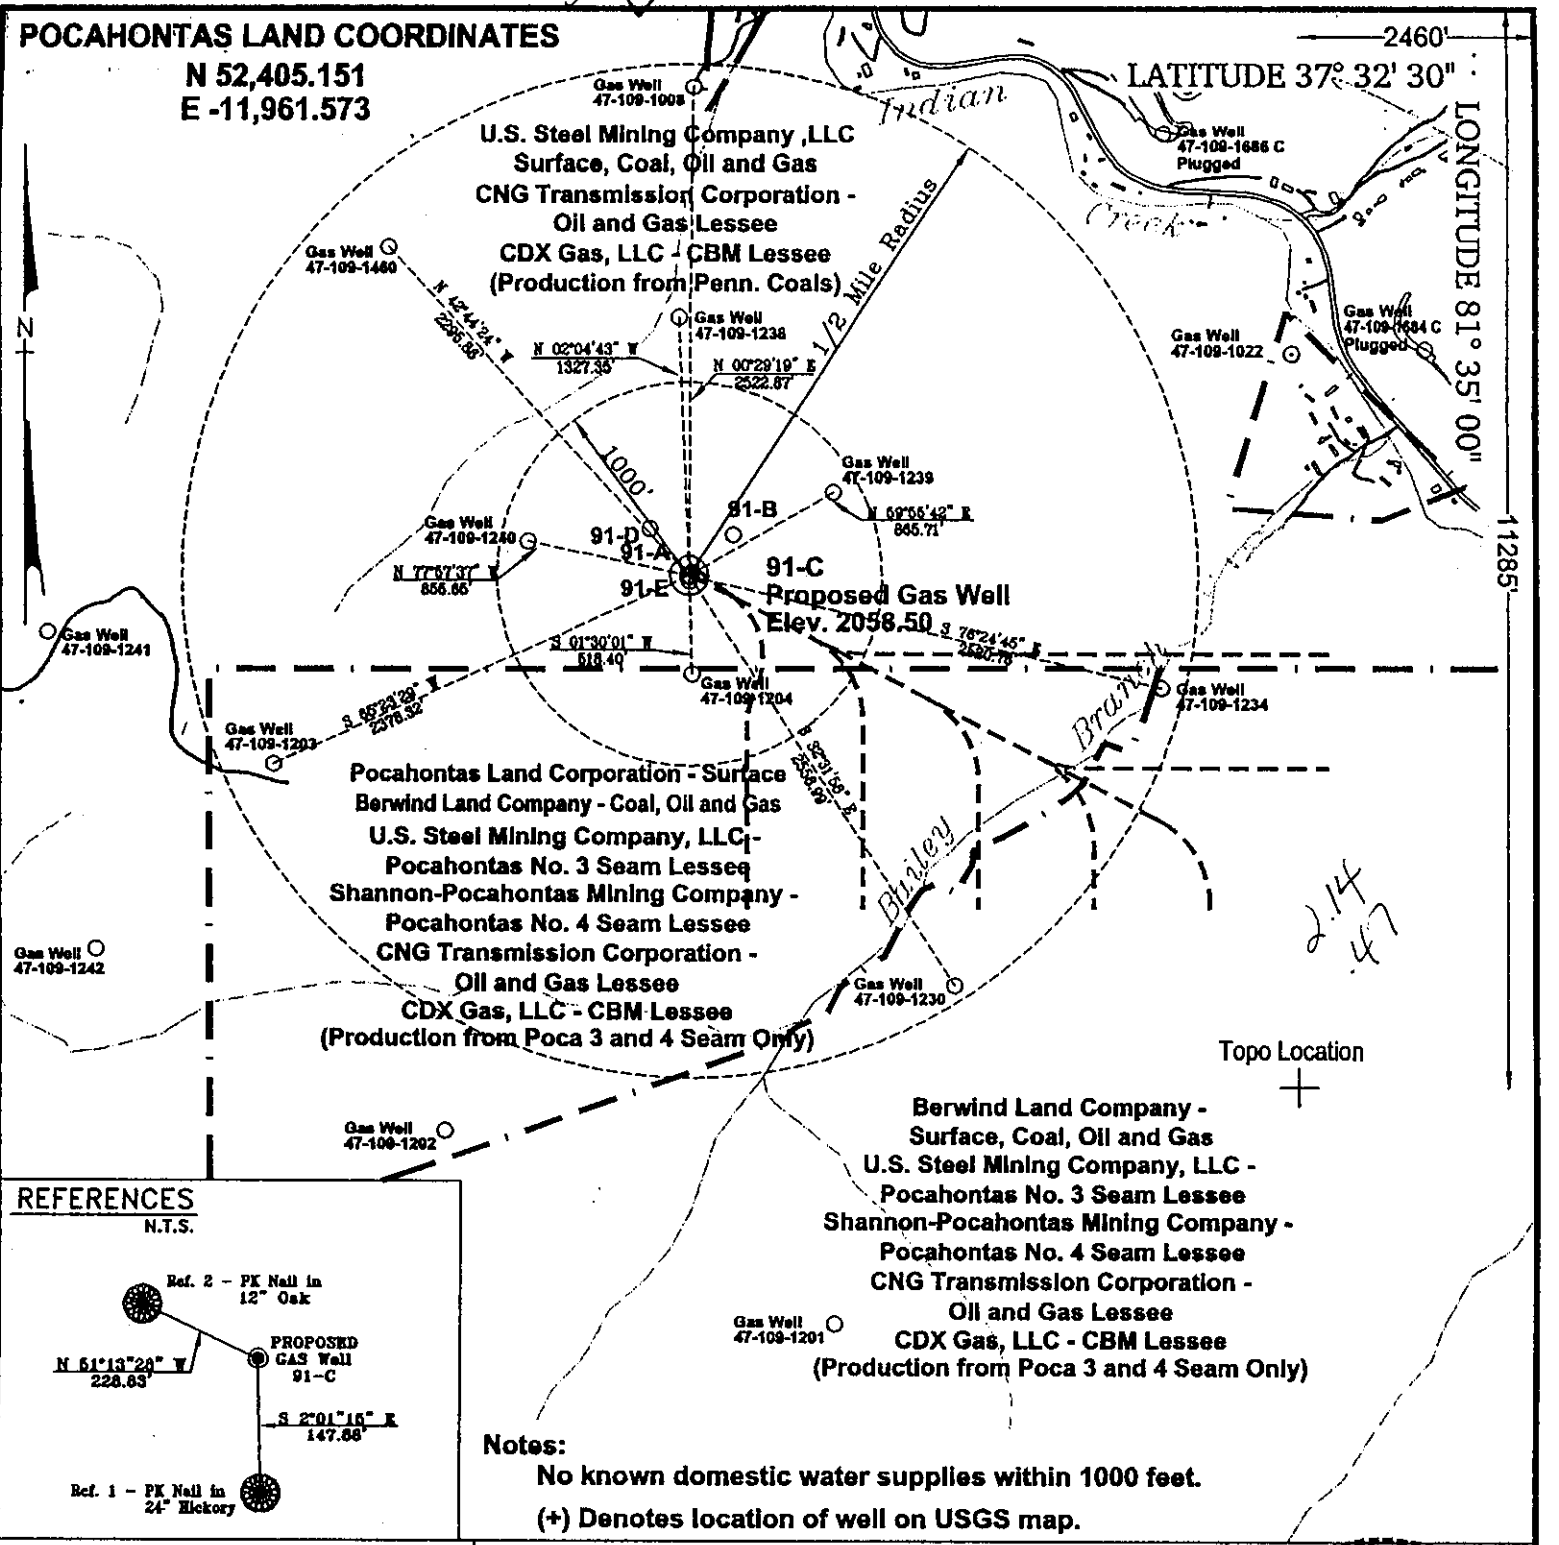 POCAHONTAS LAND COORDINATES
N 52,405.151
E -11,961.573
2460'
LATITUDE 37° 32' 30"
LONGITUDE 81° 35' 00"
11285'
Gas Well
47-109-1008
Indian
Creek
U.S. Steel Mining Company ,LLC
Surface, Coal, Oil and Gas
CNG Transmission Corporation -
Oil and Gas Lessee
CDX Gas, LLC - CBM Lessee
(Production from Penn. Coals)
Gas Well
47-109-1686 C
Plugged
Gas Well
47-109-1460
N 42°44'24" W
1/2 Mile Radius
Gas Well
47-109-1238
N 02°04'43" W
1327.35'
N 00°29'19" E
2522.87'
Gas Well
47-109-1022
Gas Well
47-109-1684 C
Plugged
N
1000'
Gas Well
47-109-1239
N 59°55'42" E
865.71'
91-B
91-D
91-A
91-E
Gas Well
47-109-1240
N 77°57'37" W
91-C
Proposed Gas Well
Elev. 2058.50
S 76°24'45" E
Gas Well
47-109-1241
S 01°30'01" W
518.40'
Gas Well
47-109-1204
Gas Well
47-109-1234
S 65°23'29" W
2376.32'
Gas Well
47-109-1203
S 32°31'58" E
Branch
Bailey
Pocahontas Land Corporation - Surface
Berwind Land Company - Coal, Oil and Gas
U.S. Steel Mining Company, LLC -
Pocahontas No. 3 Seam Lessee
Shannon-Pocahontas Mining Company -
Pocahontas No. 4 Seam Lessee
CNG Transmission Corporation -
Oil and Gas Lessee
CDX Gas, LLC - CBM Lessee
(Production from Poca 3 and 4 Seam Only)
2.14
.47
Gas Well
47-109-1242
Gas Well
47-109-1230
Topo Location
Gas Well
47-109-1202
Berwind Land Company -
Surface, Coal, Oil and Gas
U.S. Steel Mining Company, LLC -
Pocahontas No. 3 Seam Lessee
Shannon-Pocahontas Mining Company -
Pocahontas No. 4 Seam Lessee
CNG Transmission Corporation -
Oil and Gas Lessee
CDX Gas, LLC - CBM Lessee
(Production from Poca 3 and 4 Seam Only)
Gas Well
47-109-1201
REFERENCES
N.T.S.
Ref. 2 - PK Nail in
12" Oak
PROPOSED
GAS Well
91-C
N 61°13"28" W
228.83'
S 2°01"15" E
Ref. 1 - PK Nail in
24" Hickory
Notes:
No known domestic water supplies within 1000 feet.
(+) Denotes location of well on USGS map.